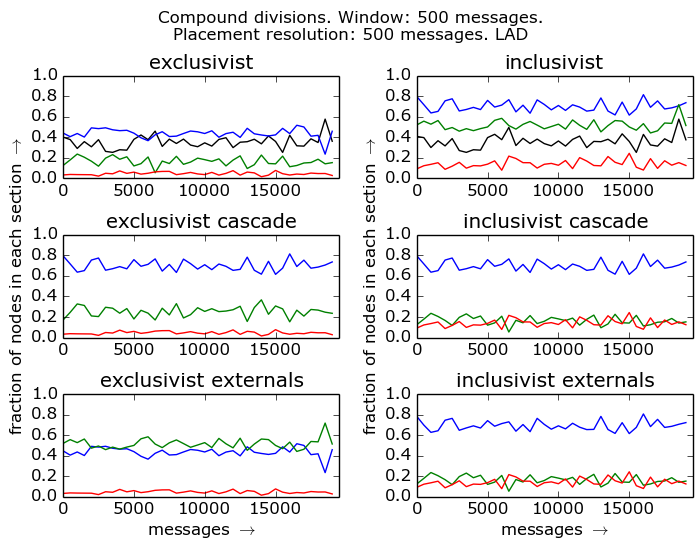 Compound divisions. Window: 500 messages.
Placement resolution: 500 messages. LAD
exclusivist
1.0
0.8
0.6
0.4
0.2
0.0
0 5000 10000 15000
inclusivist
1.0
0.8
0.6
0.4
0.2
0.0
0 5000 10000 15000
exclusivist cascade
1.0
0.8
0.6
0.4
0.2
0.0
0 5000 10000 15000
inclusivist cascade
1.0
0.8
0.6
0.4
0.2
0.0
0 5000 10000 15000
exclusivist externals
1.0
0.8
0.6
0.4
0.2
0.0
0 5000 10000 15000
inclusivist externals
1.0
0.8
0.6
0.4
0.2
0.0
0 5000 10000 15000
fraction of nodes in each section →
fraction of nodes in each section →
messages →
messages →